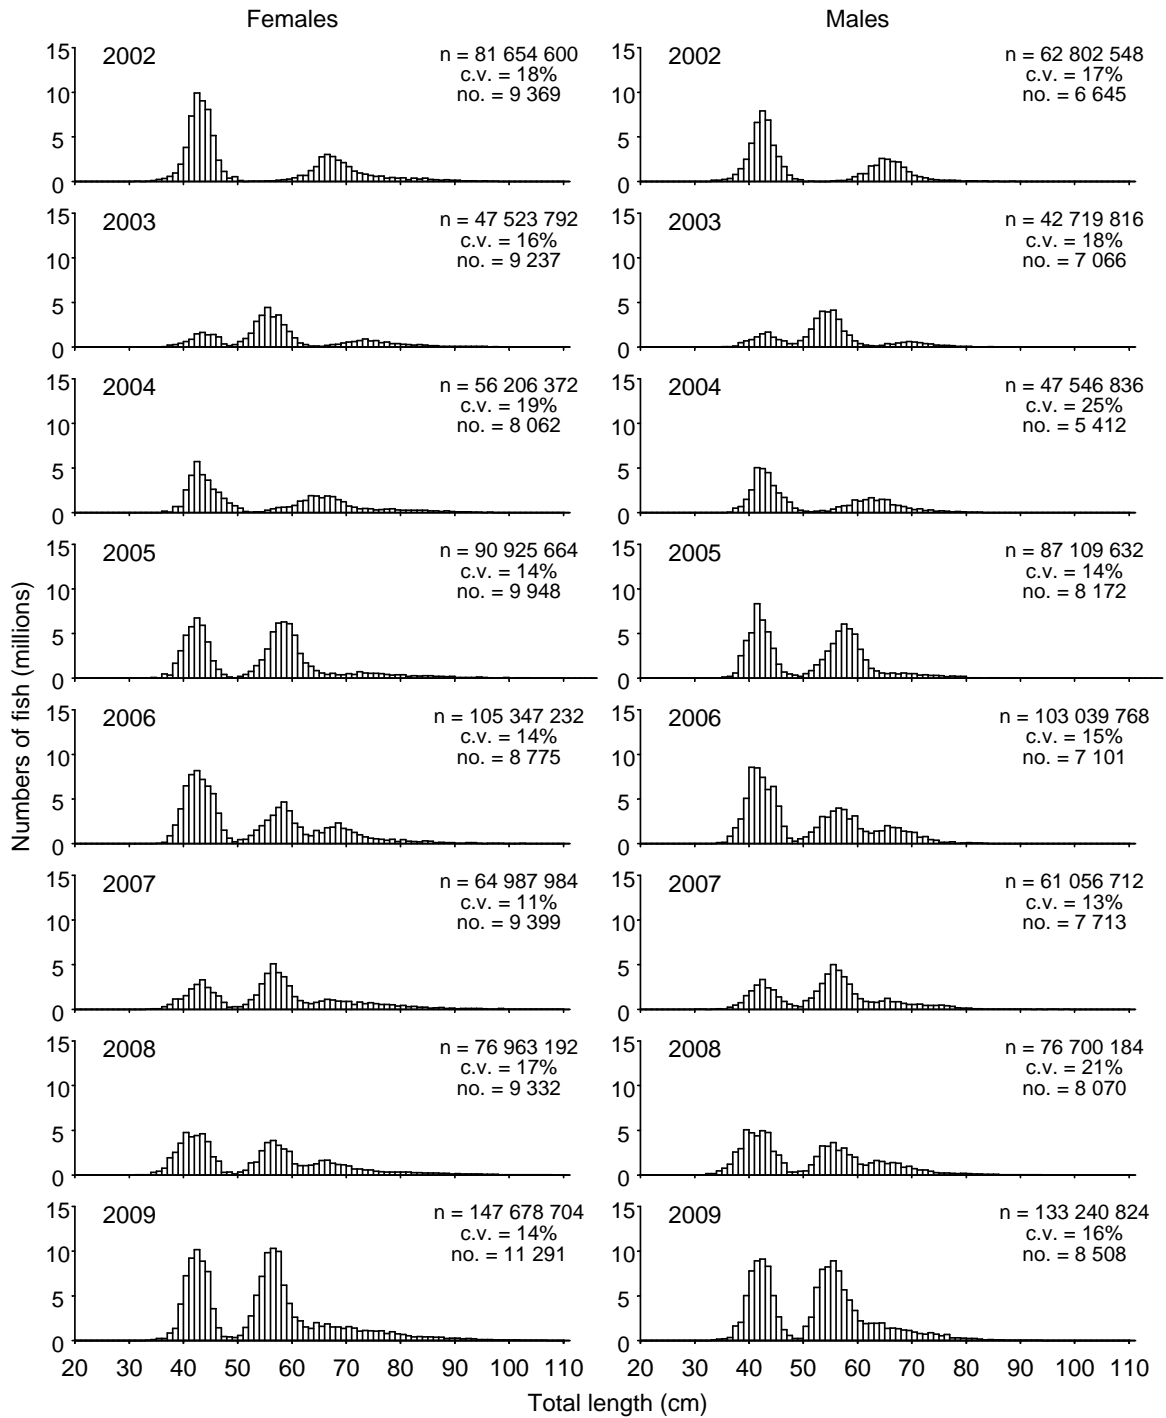 Females Males
15 2002 n = 81 654 600 15 2002 n = 62 802 548
c.v. = 18% c.v. = 17%
10 no. = 9 369 10 no. = 6 645
5 5
0 0
15 2003 n = 47 523 792 15 2003 n = 42 719 816
c.v. = 16% c.v. = 18%
10 no. = 9 237 10 no. = 7 066
5 5
0 0
15 2004 n = 56 206 372 15 2004 n = 47 546 836
c.v. = 19% c.v. = 25%
10 no. = 8 062 10 no. = 5 412
5 5
0 0
15 2005 n = 90 925 664 15 2005 n = 87 109 632
c.v. = 14% c.v. = 14%
10 no. = 9 948 10 no. = 8 172
5 5
0 0
Numbers of fish (millions)
15 2006 n = 105 347 232 15 2006 n = 103 039 768
c.v. = 14% c.v. = 15%
10 no. = 8 775 10 no. = 7 101
5 5
0 0
15 2007 n = 64 987 984 15 2007 n = 61 056 712
c.v. = 11% c.v. = 13%
10 no. = 9 399 10 no. = 7 713
5 5
0 0
15 2008 n = 76 963 192 15 2008 n = 76 700 184
c.v. = 17% c.v. = 21%
10 no. = 9 332 10 no. = 8 070
5 5
0 0
15 2009 n = 147 678 704 15 2009 n = 133 240 824
c.v. = 14% c.v. = 16%
10 no. = 11 291 10 no. = 8 508
5 5
0 0
20 30 40 50 60 70 80 90 100 110 20 30 40 50 60 70 80 90 100 110
Total length (cm)